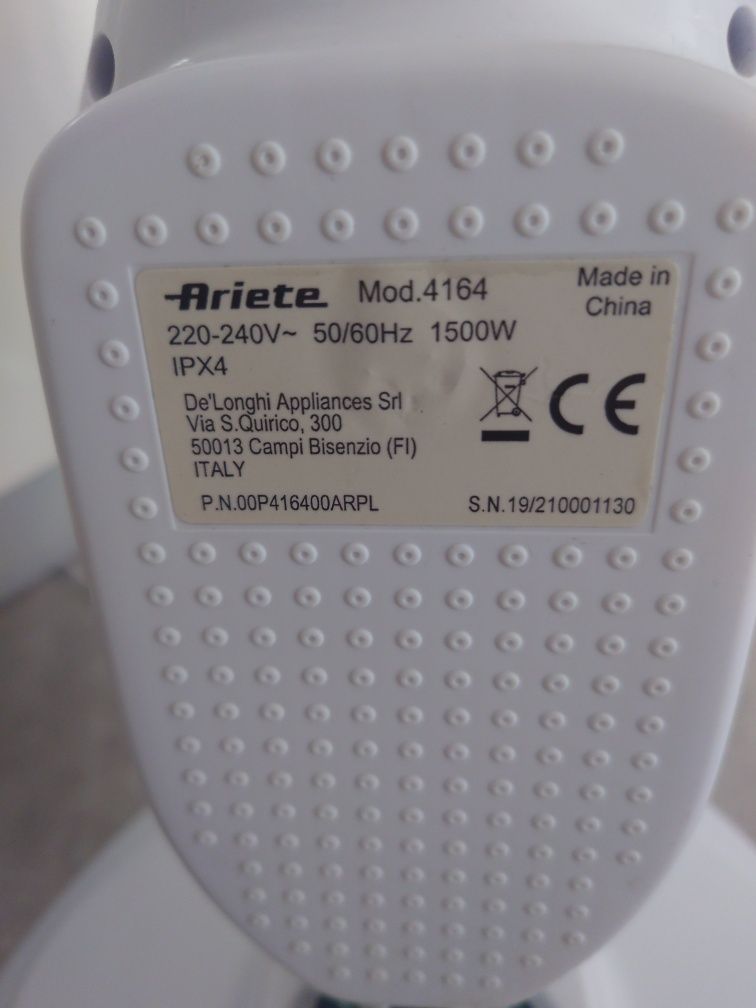 Ariete Mod.4164
Made in
China
220-240V~ 50/60Hz 1500W
IPX4
De'Longhi Appliances Srl
Via S.Quirico, 300
50013 Campi Bisenzio (FI)
ITALY
CE
P.N.00P416400ARPL S.N.19/210001130